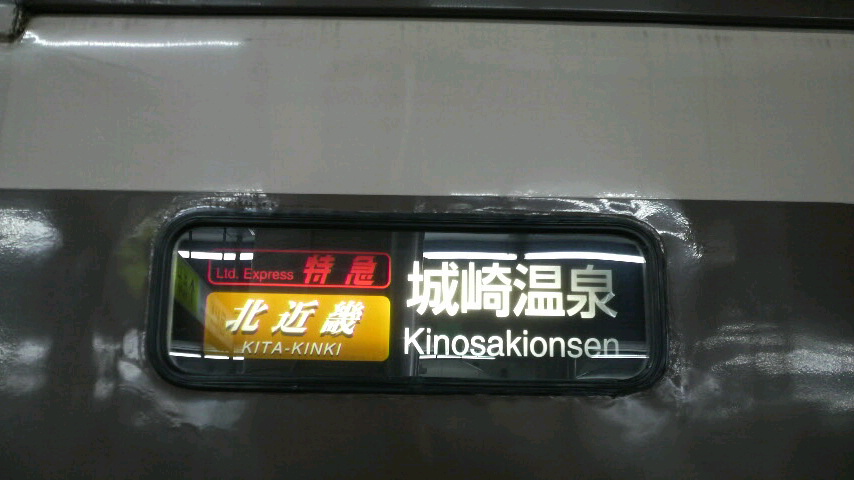 Ltd. Express 特急
北近畿
KITA-KINKI
城崎温泉
Kinosakionsen